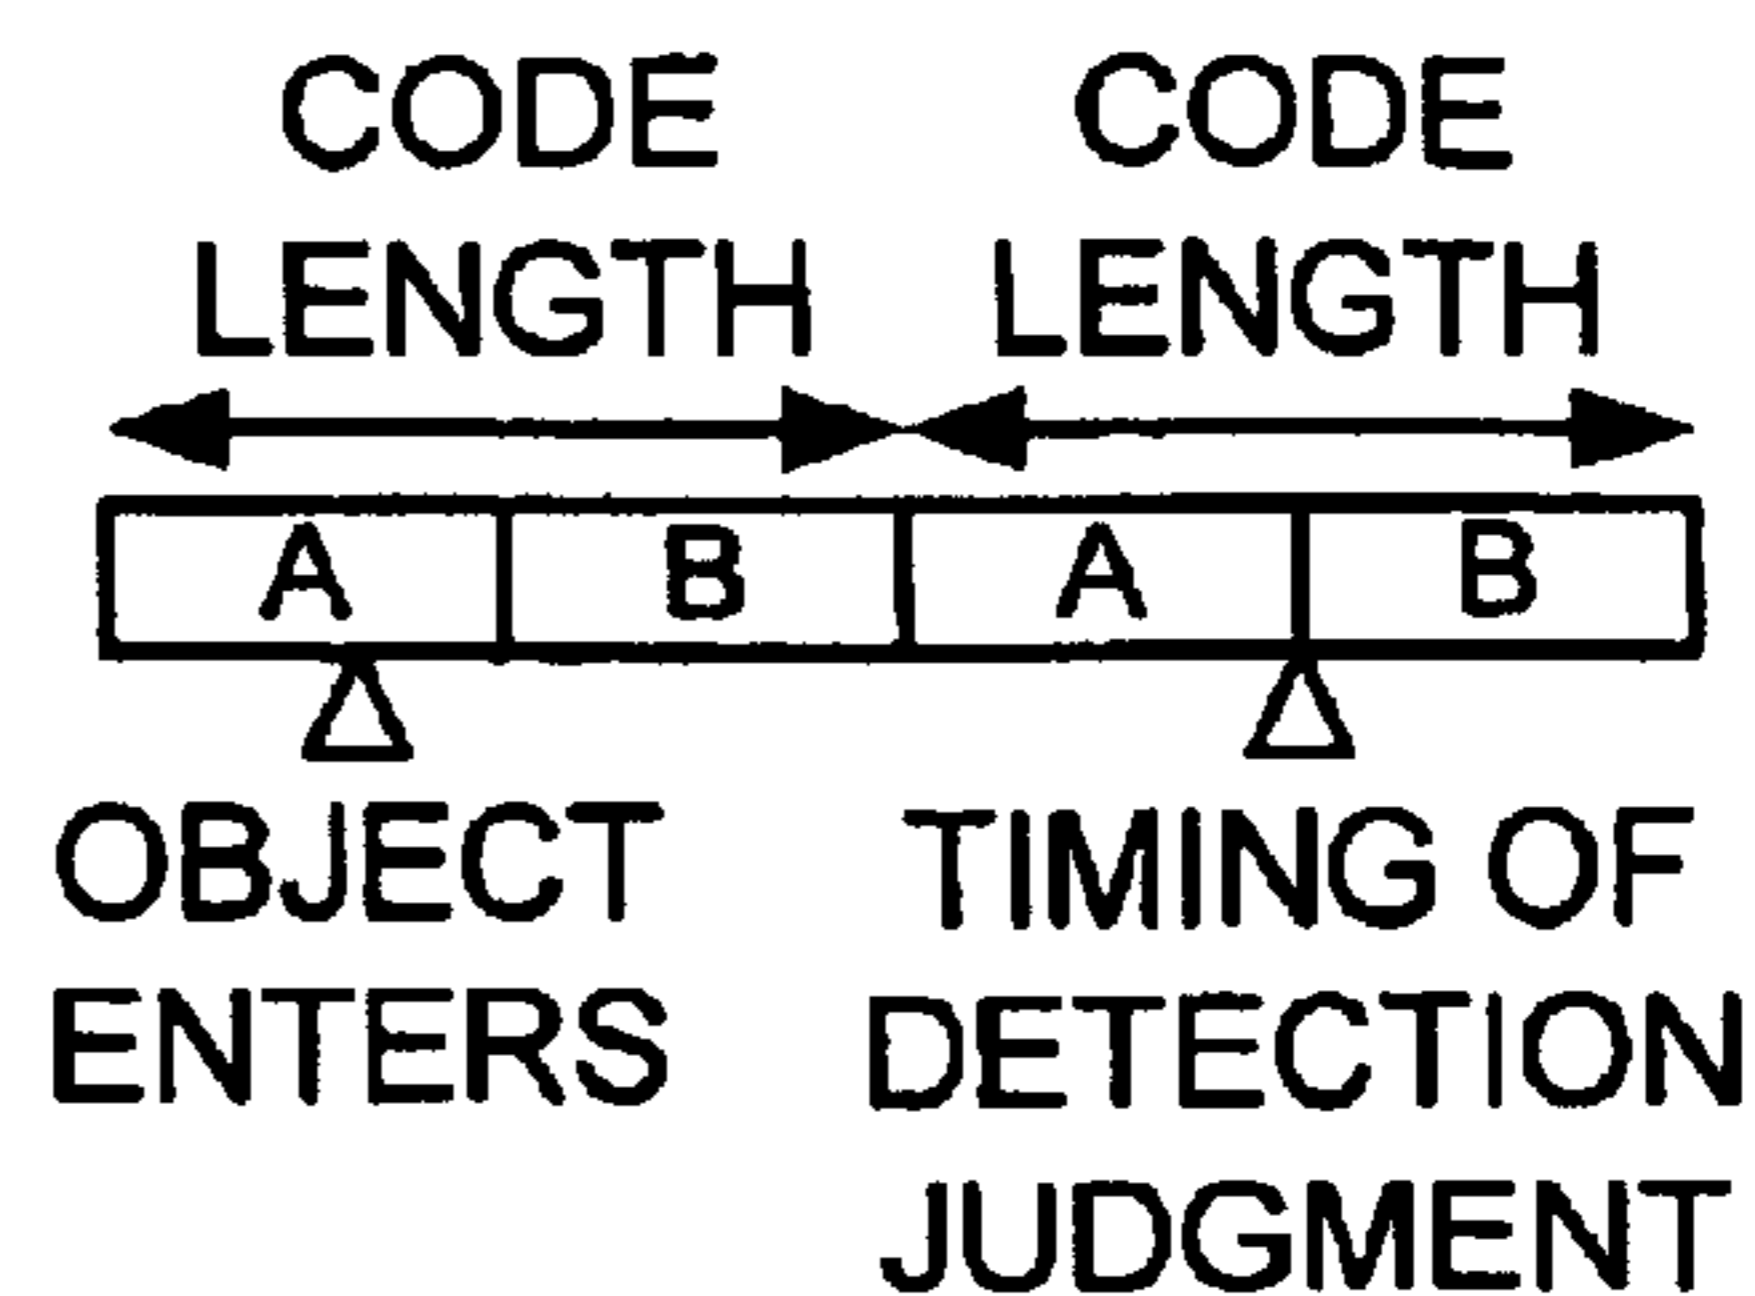 CODE CODE
LENGTH LENGTH
A B A B
OBJECT TIMING OF
ENTERS DETECTION
JUDGMENT